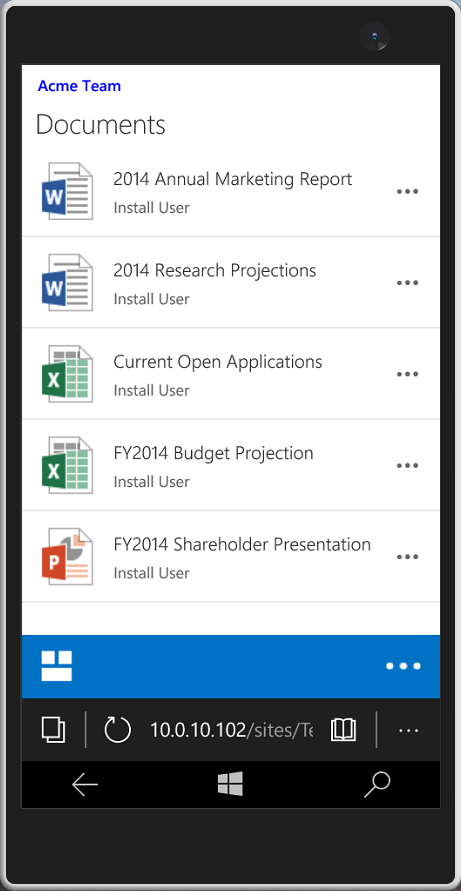 Acme Team
Documents
2014 Annual Marketing Report
Install User
2014 Research Projections
Install User
Current Open Applications
Install User
FY2014 Budget Projection
Install User
FY2014 Shareholder Presentation
Install User
10.0.10.102/sites/Te